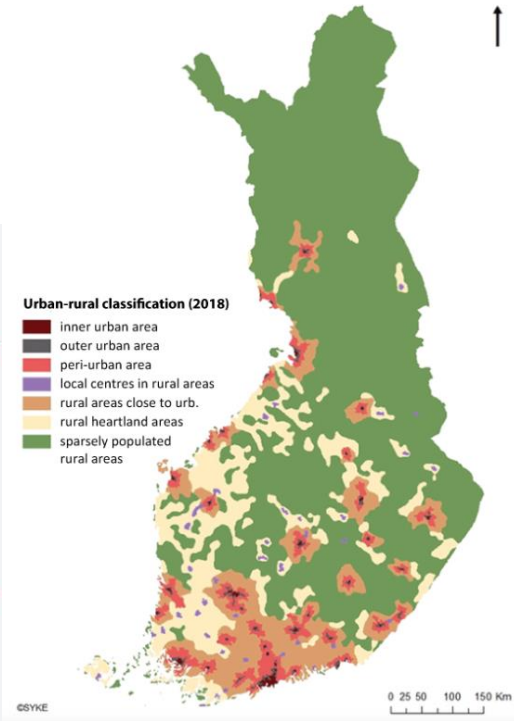 Urban-rural classification (2018)
inner urban area
outer urban area
peri-urban area
local centres in rural areas
rural areas close to urb.
rural heartland areas
sparsely populated
rural areas
©SYKE
0 25 50 100 150 Km